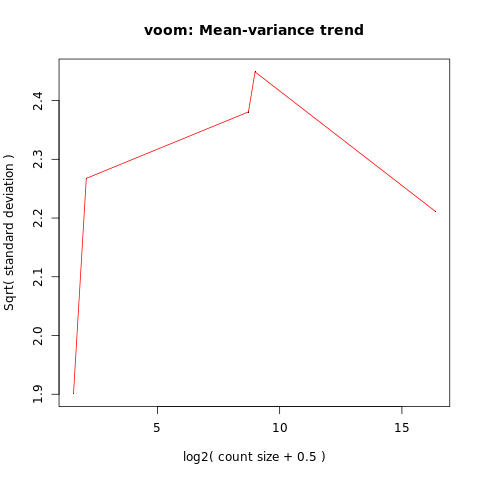 voom: Mean-variance trend
Sqrt( standard deviation )
2.4
2.3
2.2
2.1
2.0
1.9
5 10 15
log2( count size + 0.5 )